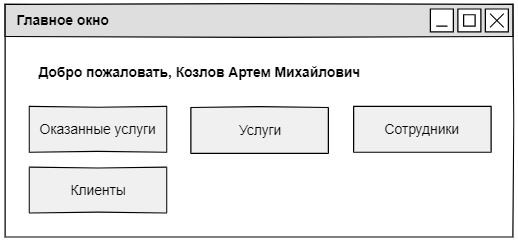 Главное окно
Добро пожаловать, Козлов Артем Михайлович
Оказанные услуги
Услуги
Сотрудники
Клиенты